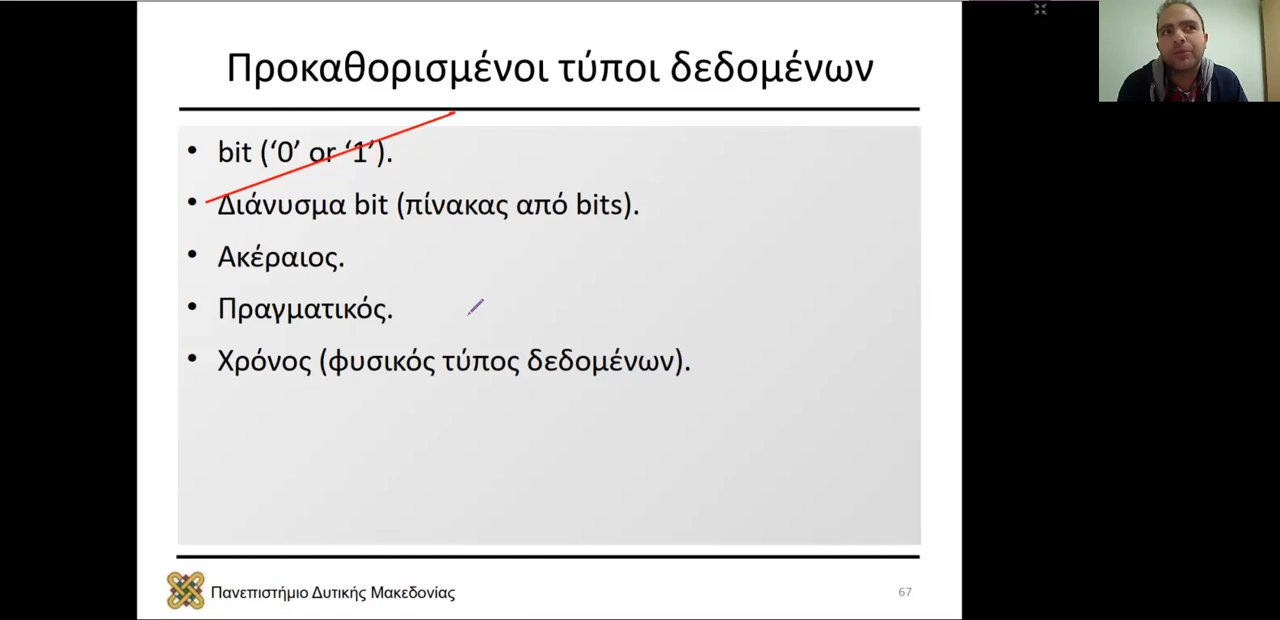 Προκαθορισμένοι τύποι δεδομένων
• bit (‘0’ or ‘1’).
• Διάνυσμα bit (πίνακας από bits).
• Ακέραιος.
• Πραγματικός.
• Χρόνος (φυσικός τύπος δεδομένων).
Πανεπιστήμιο Δυτικής Μακεδονίας
67